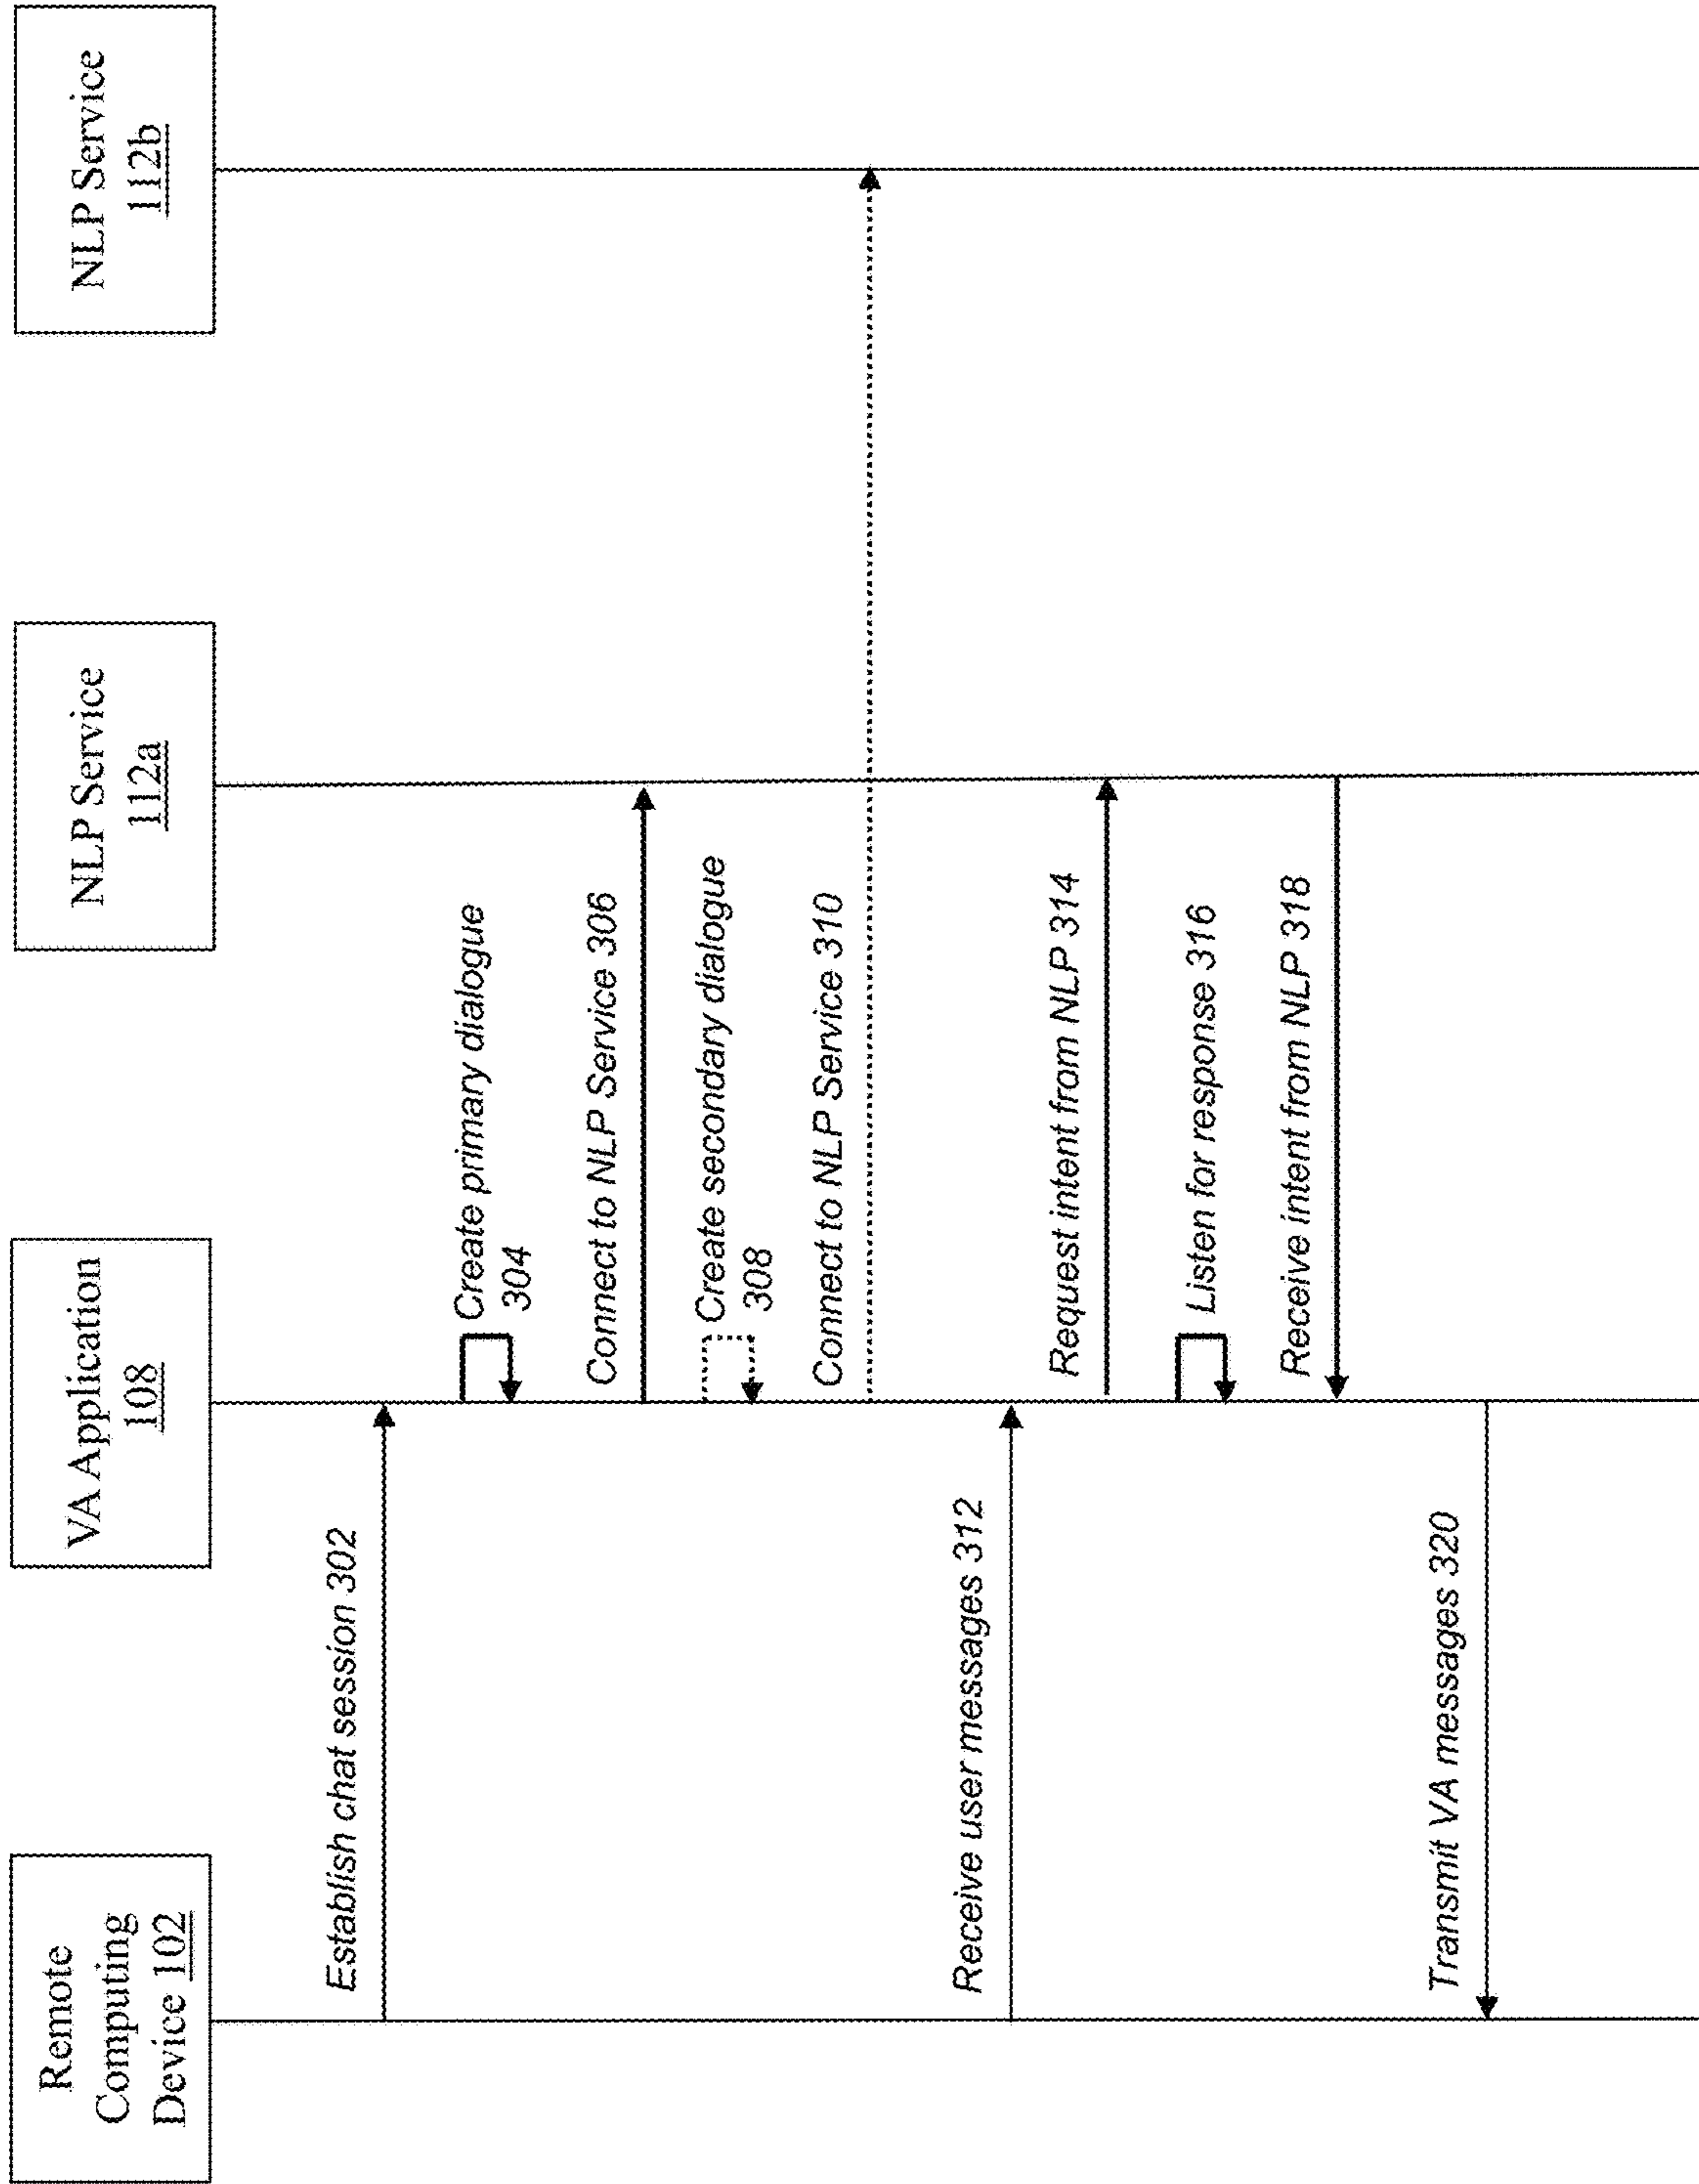 Remote
Computing
Device 102
VA Application
108
NLP Service
112a
NLP Service
112b
Establish chat session 302
Create primary dialogue
304
Connect to NLP Service 306
Create secondary dialogue
308
Connect to NLP Service 310
Receive user messages 312
Request intent from NLP 314
Listen for response 316
Receive intent from NLP 318
Transmit VA messages 320